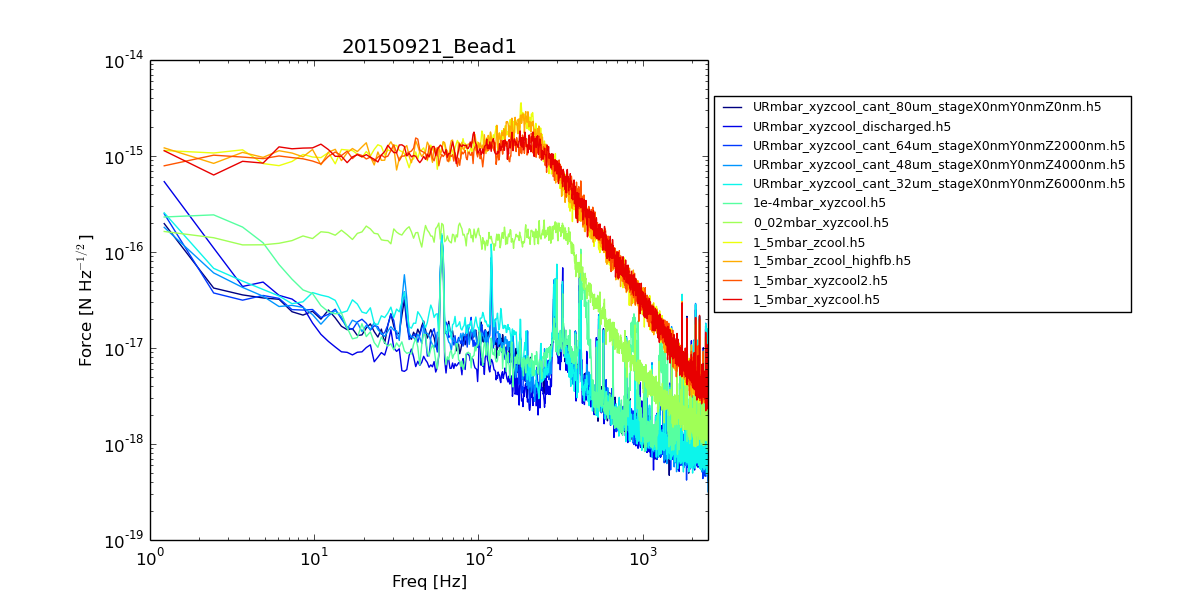 20150921_Bead1
10^-14
10^-15
10^-16
10^-17
10^-18
10^-19
Force [N Hz^-1/2 ]
10^0
10^1
10^2
10^3
Freq [Hz]
URmbar_xyzcool_cant_80um_stageX0nmY0nmZ0nm.h5
URmbar_xyzcool_discharged.h5
URmbar_xyzcool_cant_64um_stageX0nmY0nmZ2000nm.h5
URmbar_xyzcool_cant_48um_stageX0nmY0nmZ4000nm.h5
URmbar_xyzcool_cant_32um_stageX0nmY0nmZ6000nm.h5
1e-4mbar_xyzcool.h5
0_02mbar_xyzcool.h5
1_5mbar_zcool.h5
1_5mbar_zcool_highfb.h5
1_5mbar_xyzcool2.h5
1_5mbar_xyzcool.h5